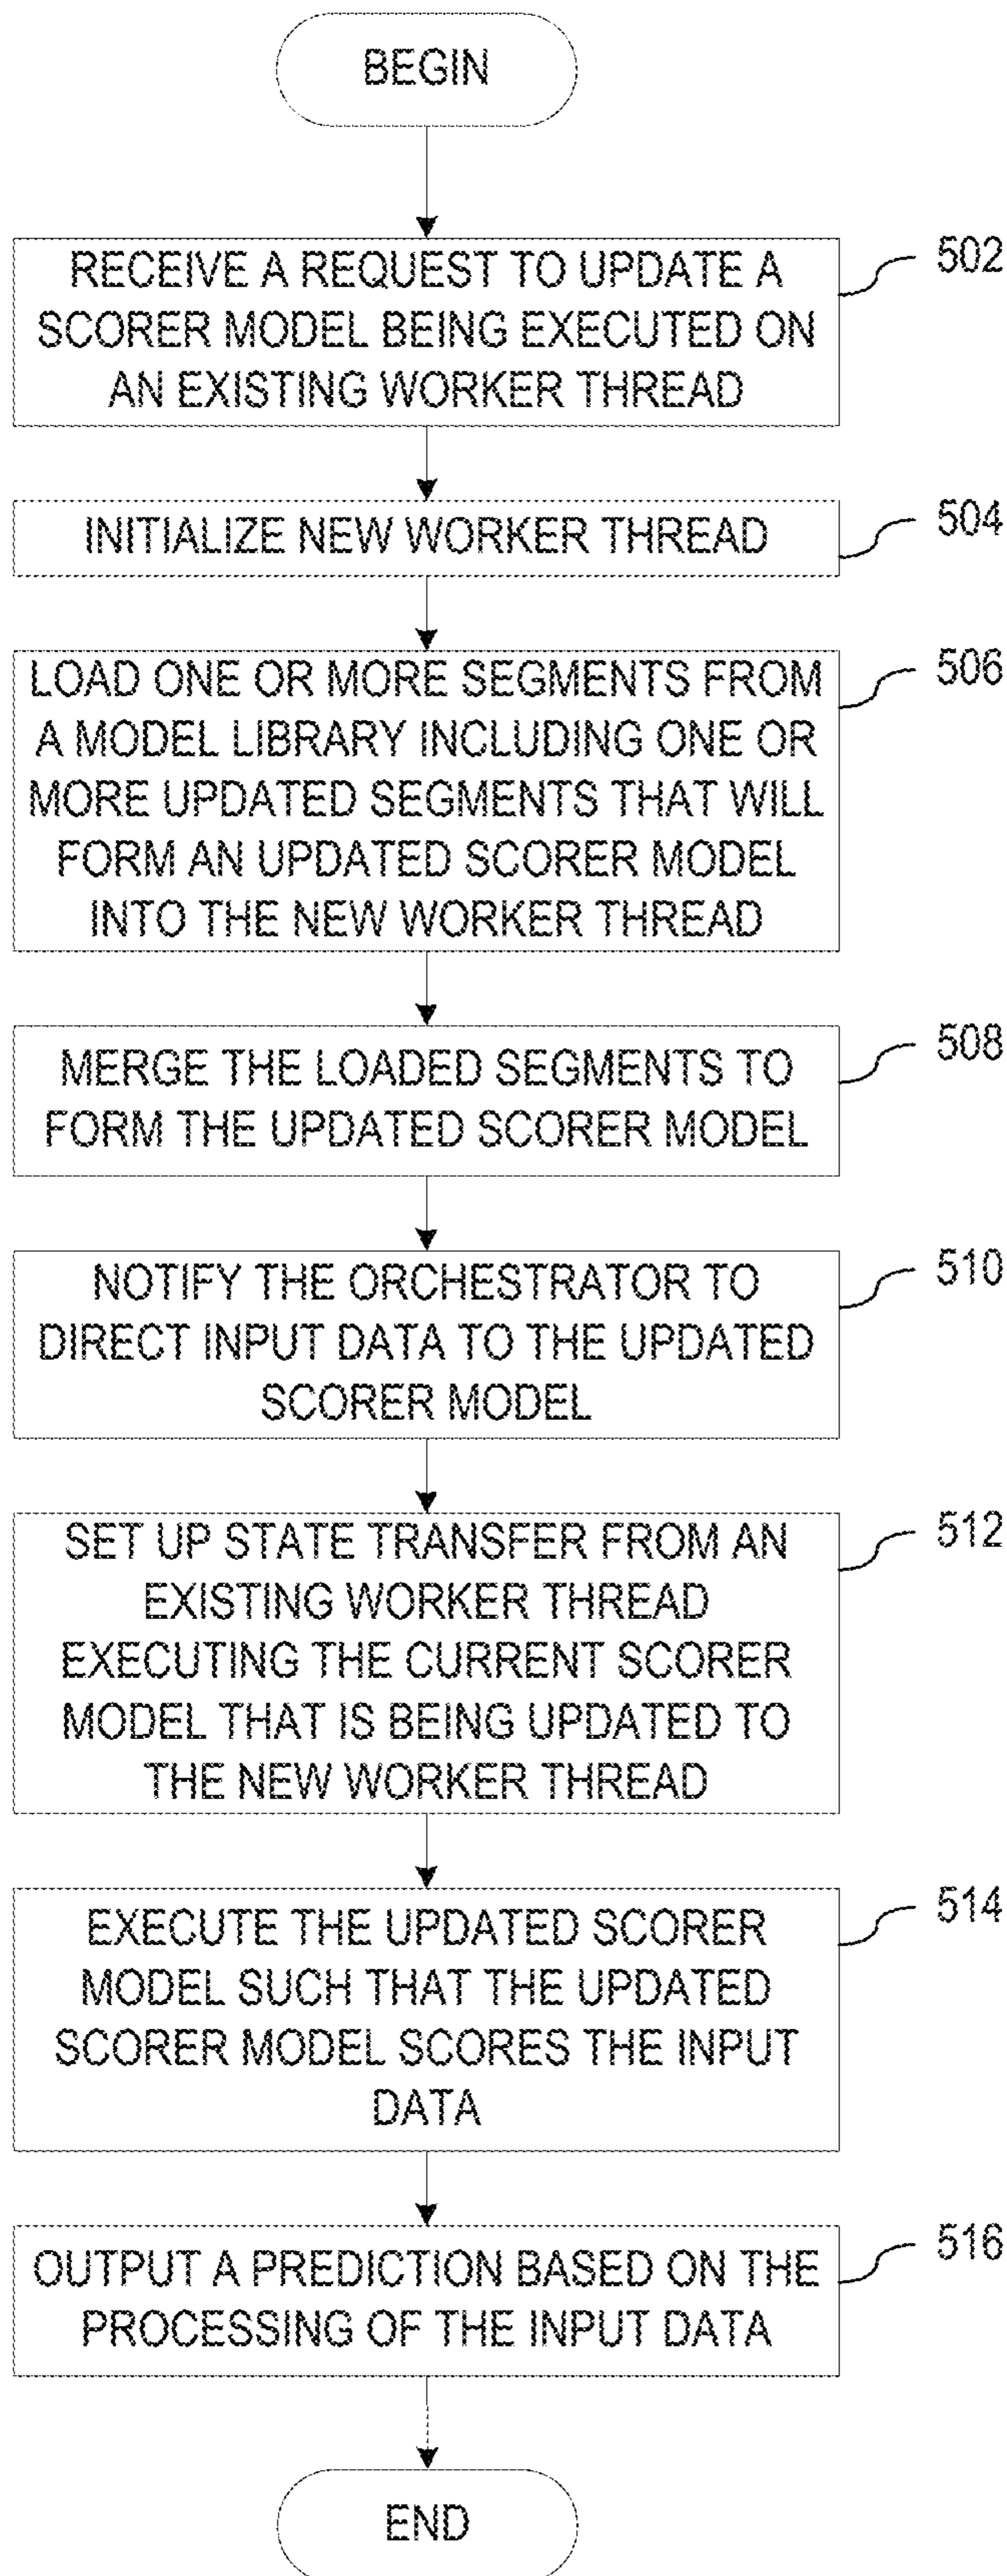 BEGIN
RECEIVE A REQUEST TO UPDATE A
SCORER MODEL BEING EXECUTED ON
AN EXISTING WORKER THREAD
502
INITIALIZE NEW WORKER THREAD
504
LOAD ONE OR MORE SEGMENTS FROM
A MODEL LIBRARY INCLUDING ONE OR
MORE UPDATED SEGMENTS THAT WILL
FORM AN UPDATED SCORER MODEL
INTO THE NEW WORKER THREAD
506
MERGE THE LOADED SEGMENTS TO
FORM THE UPDATED SCORER MODEL
508
NOTIFY THE ORCHESTRATOR TO
DIRECT INPUT DATA TO THE UPDATED
SCORER MODEL
510
SET UP STATE TRANSFER FROM AN
EXISTING WORKER THREAD
EXECUTING THE CURRENT SCORER
MODEL THAT IS BEING UPDATED TO
THE NEW WORKER THREAD
512
EXECUTE THE UPDATED SCORER
MODEL SUCH THAT THE UPDATED
SCORER MODEL SCORES THE INPUT
DATA
514
OUTPUT A PREDICTION BASED ON THE
PROCESSING OF THE INPUT DATA
516
END